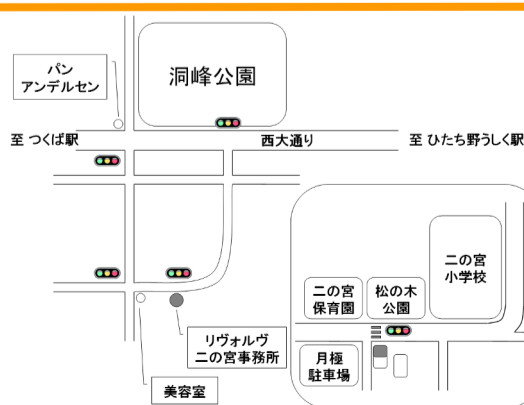 洞峰公園
パン
アンデルセン
至 つくば駅
西大通り
至 ひたち野うしく駅
二の宮
小学校
二の宮
保育園
松の木
公園
リヴォルヴ
二の宮事務所
月極
駐車場
美容室